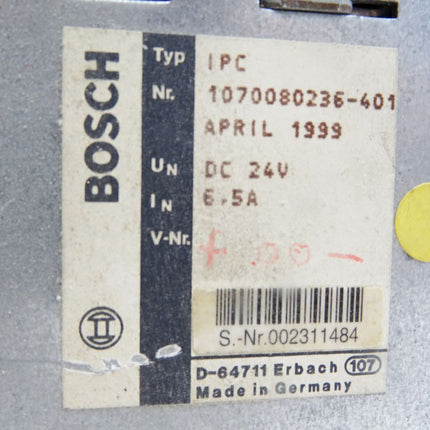 BOSCH
Typ IPC
Nr. 1070080236-401
APRIL 1999
UN DC 24V
IN 6.5A
V-Nr.
S.-Nr.002311484
D-64711 Erbach 107
Made in Germany